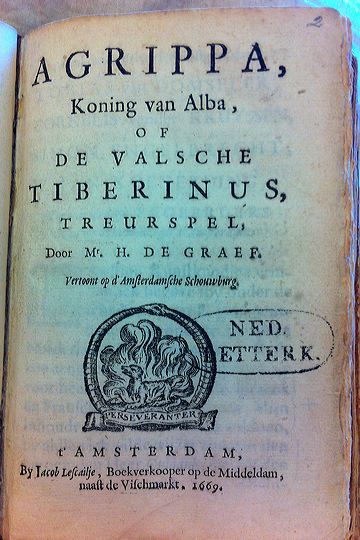 2
AGRIPPA,
Koning van Alba,
OF
DE VALSCHE
TIBERINUS,
TREURSPEL,
Door Mr. H. DE GRAEF.
Vertoont op d'Amsterdamsche Schouwburg.
NED.
LETTERK.
PERSEVERANTER
t'AMSTERDAM,
By Jacob Lescailje, Boekverkooper op de Middeldam,
naast de Vischmarkt. 1669.